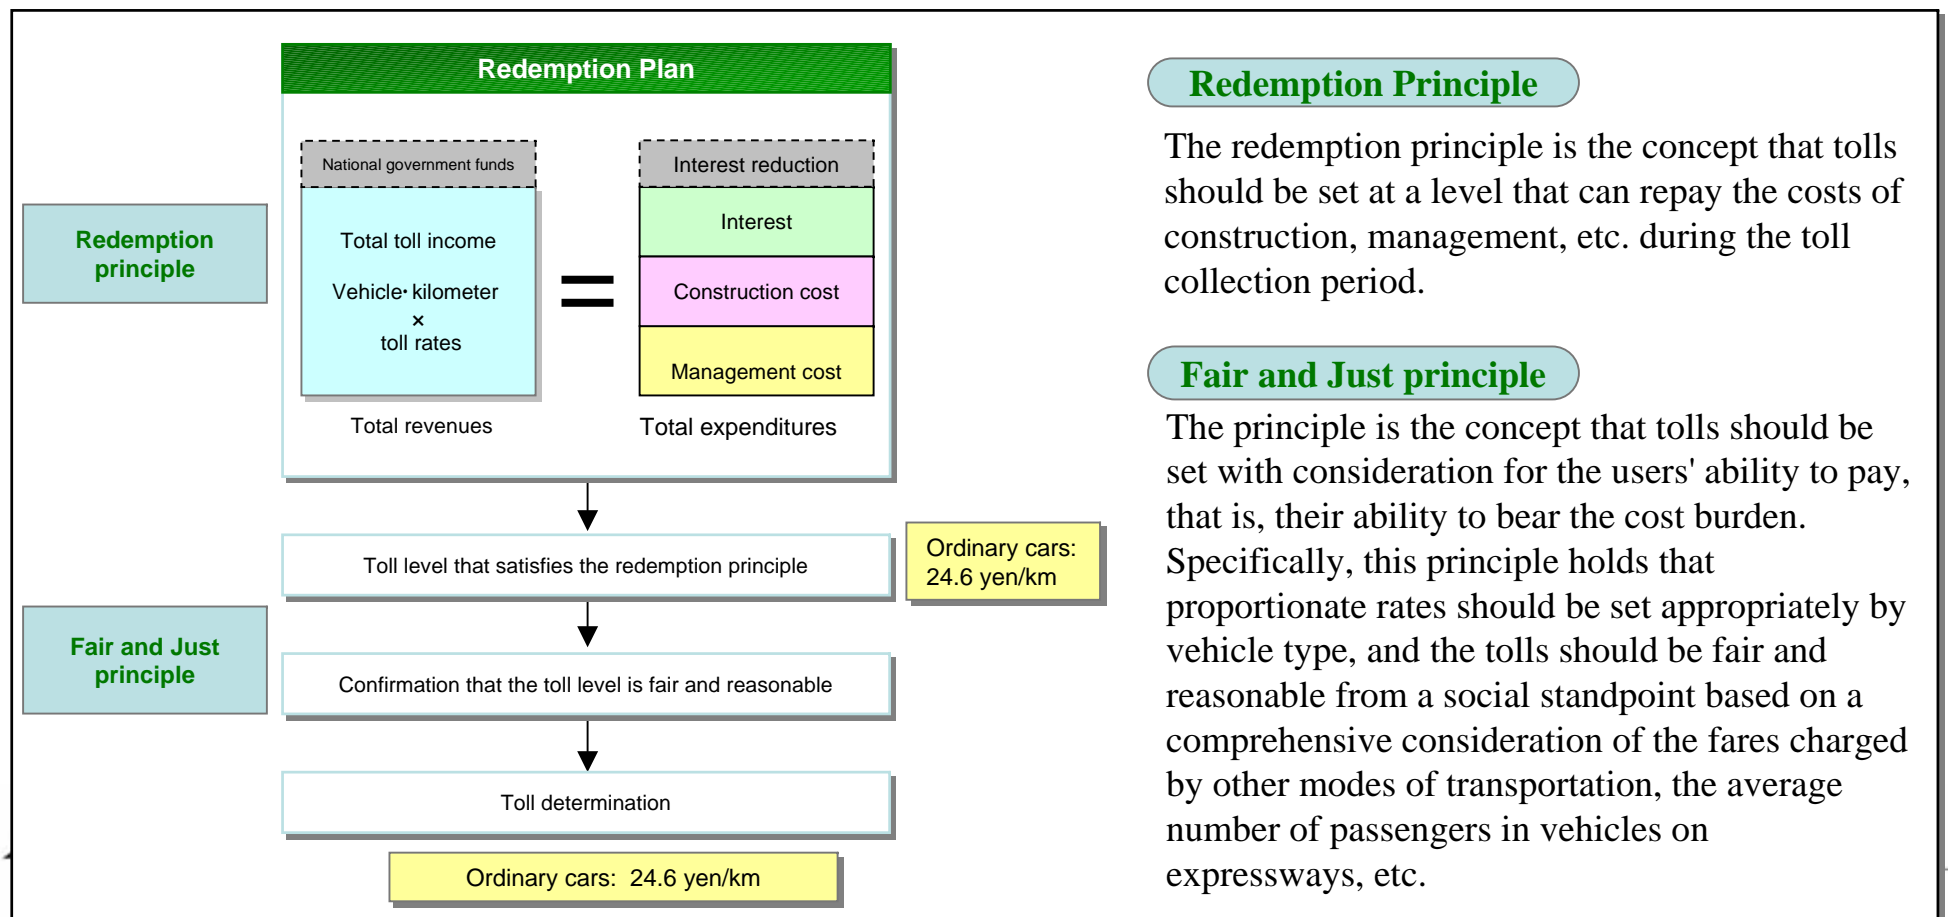 Redemption Plan
National government funds
Total toll income
Vehicle・kilometer
×
toll rates
Total revenues
=
Interest reduction
Interest
Construction cost
Management cost
Total expenditures
Redemption
principle
Toll level that satisfies the redemption principle
Ordinary cars:
24.6 yen/km
Fair and Just
principle
Confirmation that the toll level is fair and reasonable
Toll determination
Ordinary cars: 24.6 yen/km
Redemption Principle
The redemption principle is the concept that tolls
should be set at a level that can repay the costs of
construction, management, etc. during the toll
collection period.
Fair and Just principle
The principle is the concept that tolls should be
set with consideration for the users' ability to pay,
that is, their ability to bear the cost burden.
Specifically, this principle holds that
proportionate rates should be set appropriately by
vehicle type, and the tolls should be fair and
reasonable from a social standpoint based on a
comprehensive consideration of the fares charged
by other modes of transportation, the average
number of passengers in vehicles on
expressways, etc.